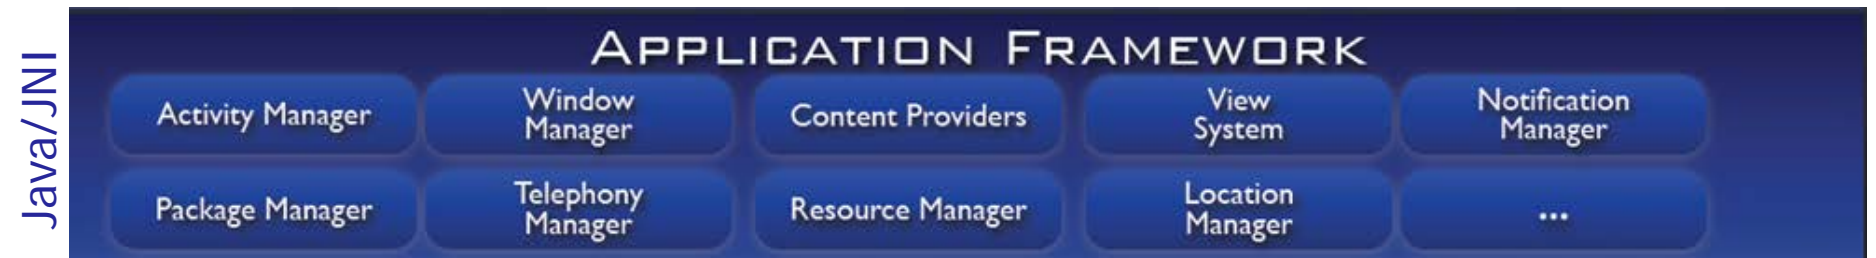 Java/JNI
APPLICATION FRAMEWORK
Activity Manager
Window
Manager
Content Providers
View
System
Notification
Manager
Package Manager
Telephony
Manager
Resource Manager
Location
Manager
...